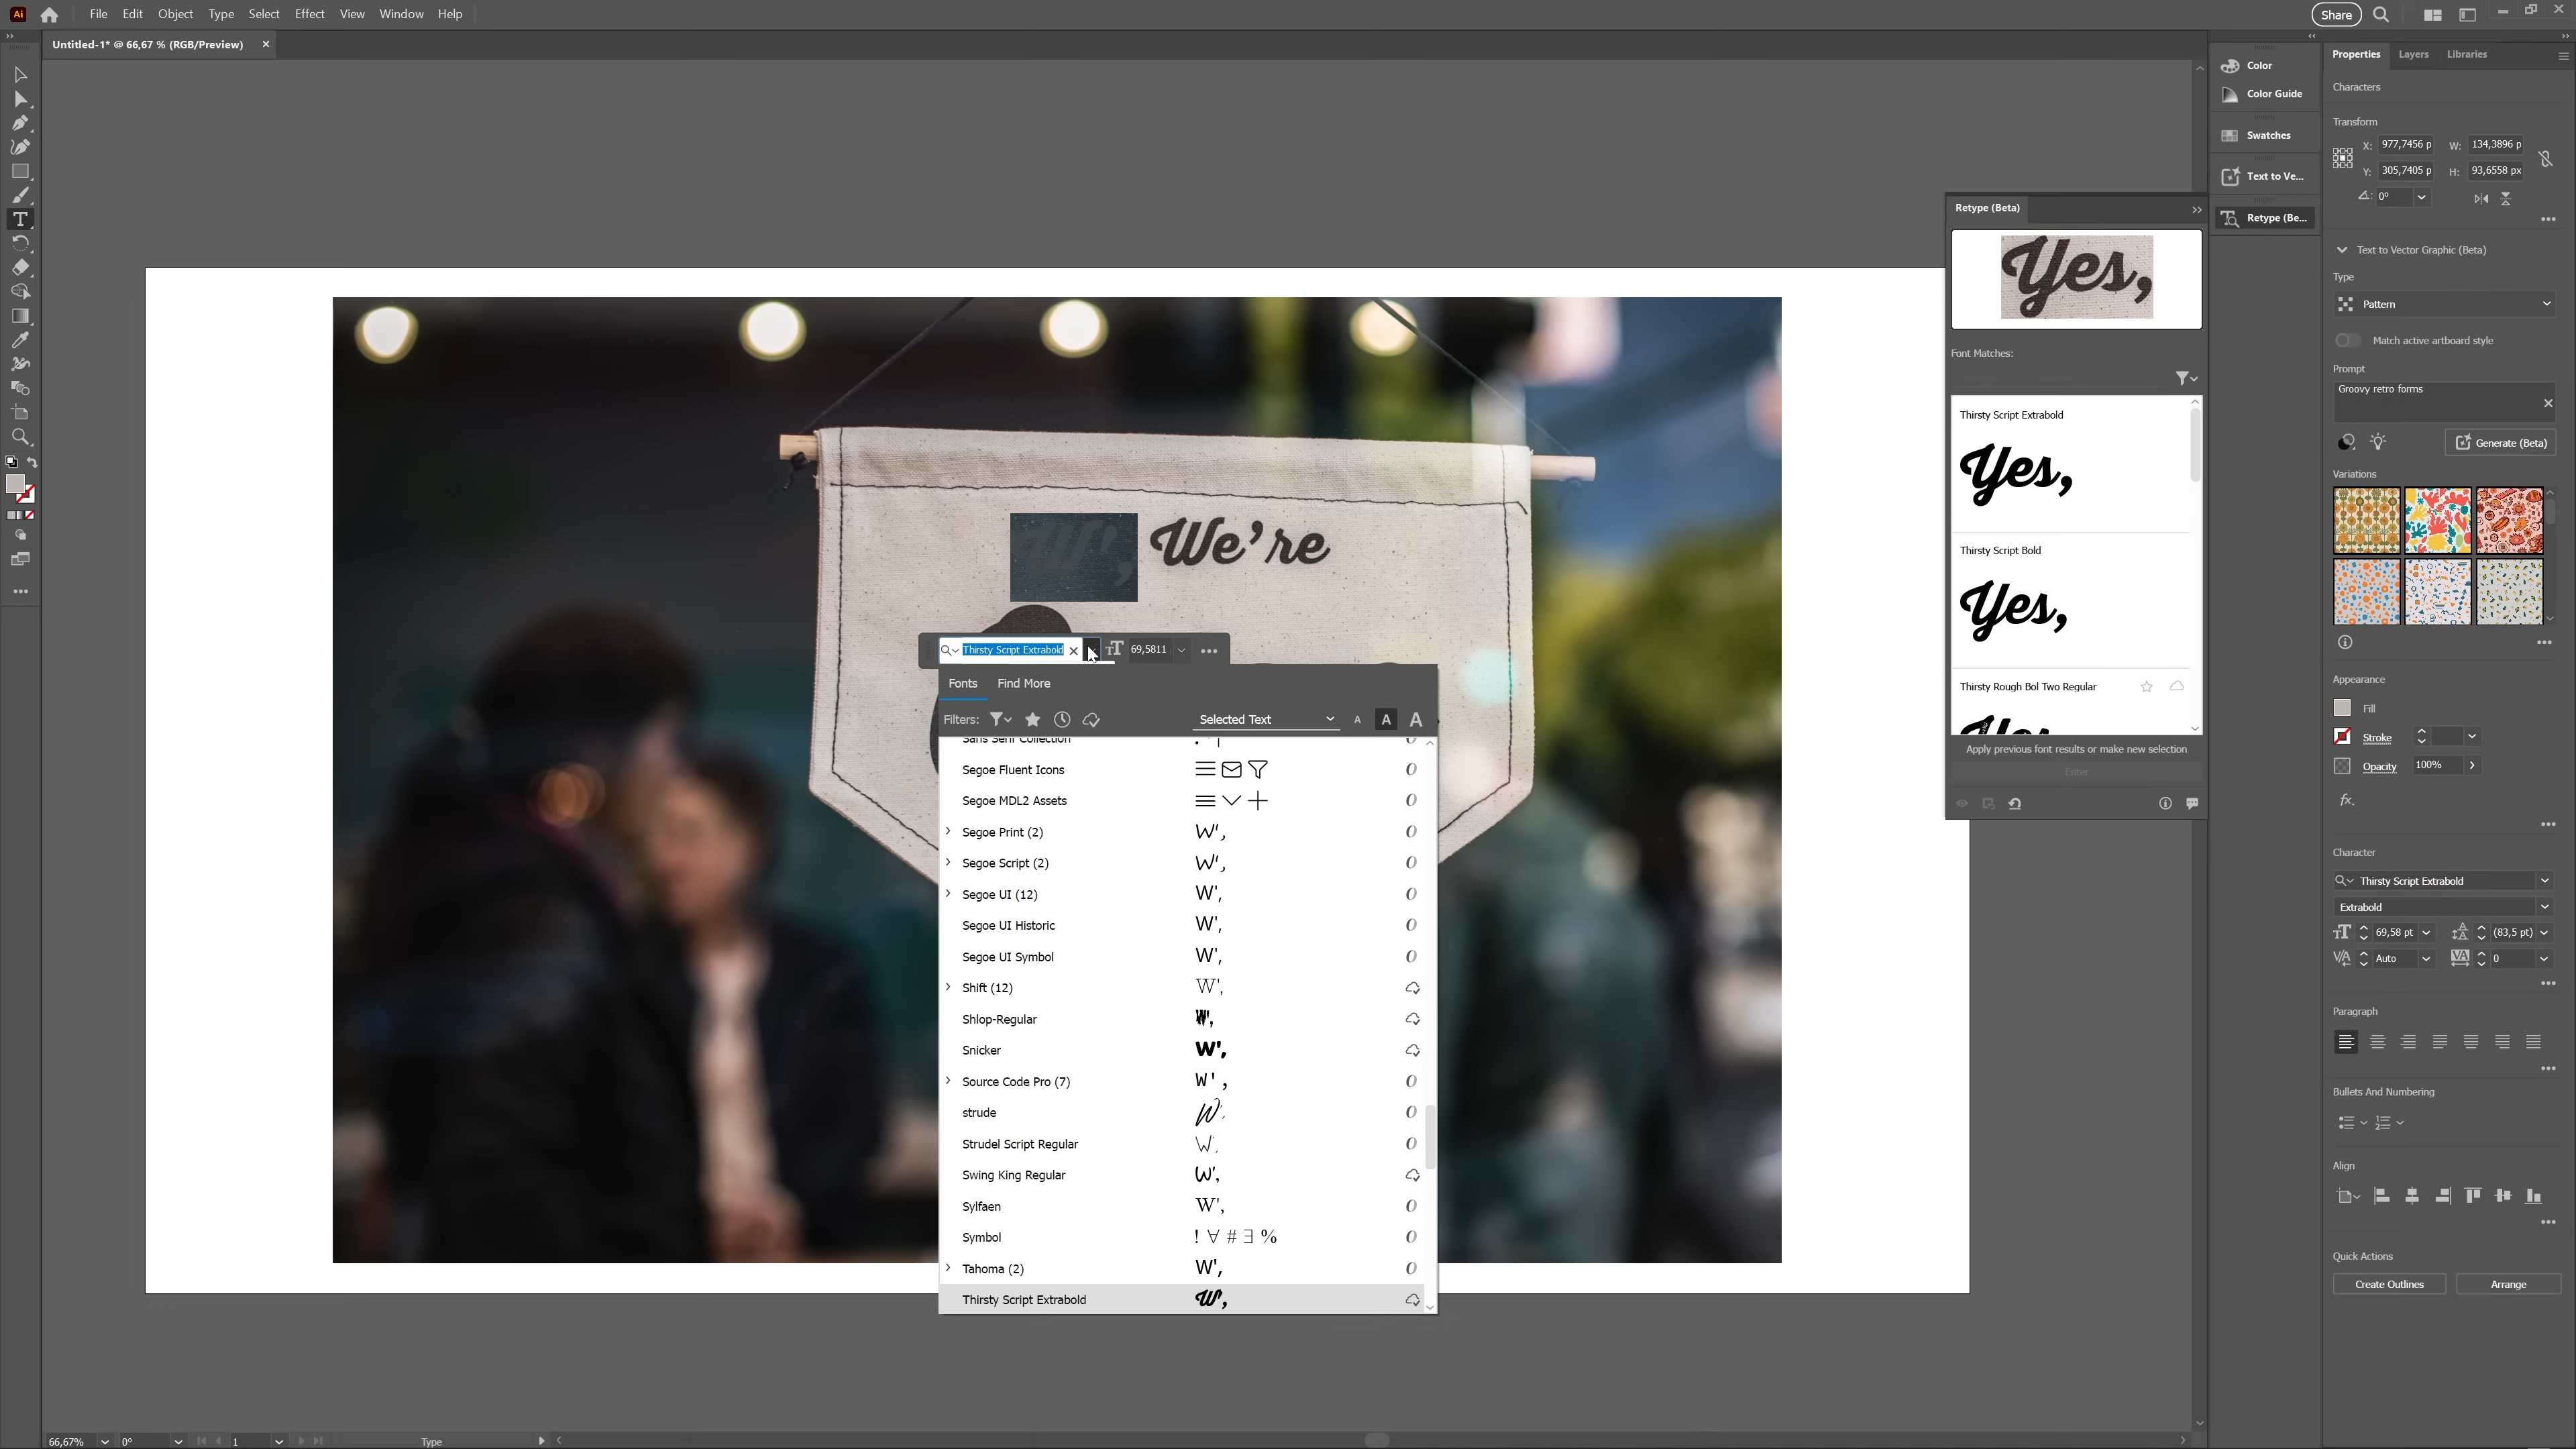 Ai
File Edit Object Type Select Effect View Window Help
Share
Untitled-1* @ 66,67 % (RGB/Preview)
Color
Color Guide
Swatches
Text to Ve...
Retype (Be...
Properties Layers Libraries
Characters
Transform
X: 977,7456 p W: 134,3896 p
Y: 305,7405 p H: 93,6558 px
0°
Text to Vector Graphic (Beta)
Type
Pattern
Match active artboard style
Prompt
Groovy retro forms
Generate (Beta)
Variations
Appearance
Fill
Stroke
Opacity 100%
fx.
Character
Thirsty Script Extrabold
Extrabold
69,58 pt (83,5 pt)
Auto 0
Paragraph
Bullets And Numbering
Align
Quick Actions
Create Outlines Arrange
Retype (Beta)
Yes,
Font Matches:
Thirsty Script Extrabold
Yes,
Thirsty Script Bold
Yes,
Thirsty Rough Bol Two Regular
Yes,
Apply previous font results or make new selection
Enter
W', We're
Thirsty Script Extrabold 69,5811
Fonts Find More
Filters: Selected Text A A A
Sans Serif Collection
Segoe Fluent Icons
Segoe MDL2 Assets
Segoe Print (2) W',
Segoe Script (2) W',
Segoe UI (12) W',
Segoe UI Historic W',
Segoe UI Symbol W',
Shift (12) W',
Shlop-Regular W',
Snicker W',
Source Code Pro (7) W',
strude W',
Strudel Script Regular W',
Swing King Regular W',
Sylfaen W',
Symbol ! ∀ # ∃ %
Tahoma (2) W',
Thirsty Script Extrabold W',
66,67% 0° 1 Type